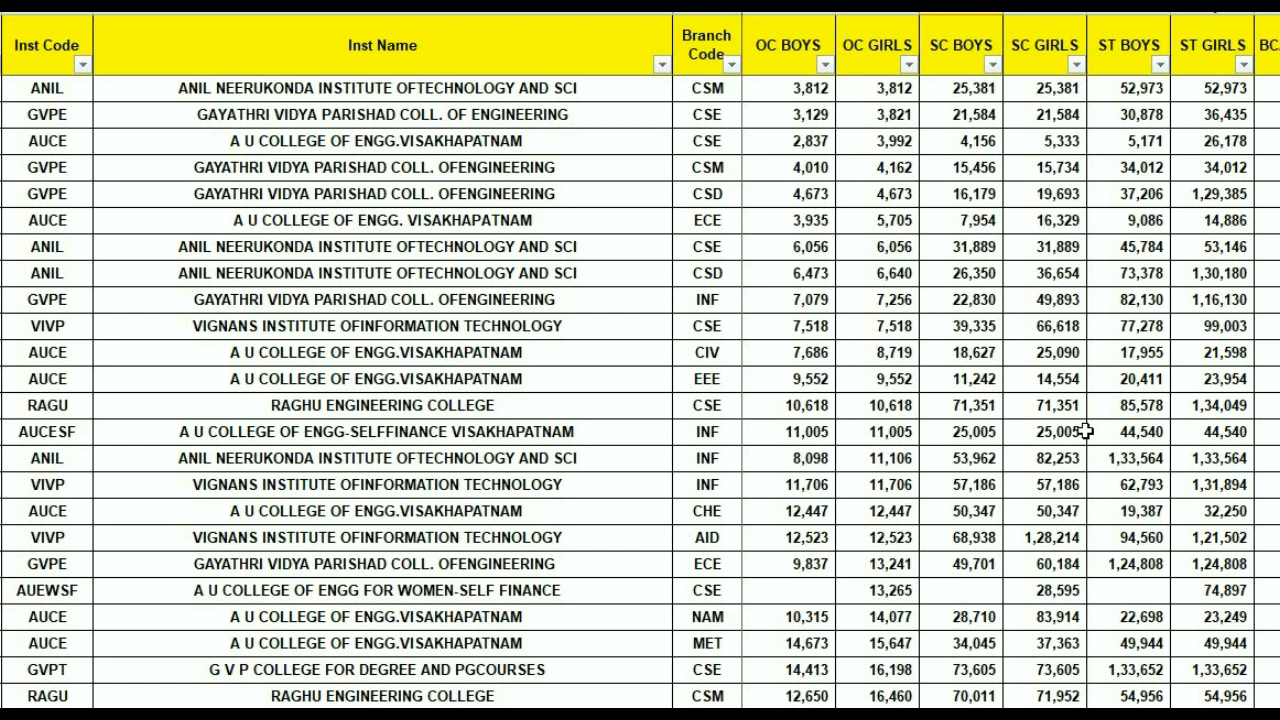 Inst Code Inst Name Branch Code OC BOYS OC GIRLS SC BOYS SC GIRLS ST BOYS ST GIRLS BC
ANIL ANIL NEERUKONDA INSTITUTE OFTECHNOLOGY AND SCI CSM 3,812 3,812 25,381 25,381 52,973 52,973
GVPE GAYATHRI VIDYA PARISHAD COLL. OF ENGINEERING CSE 3,129 3,821 21,584 21,584 30,878 36,435
AUCE A U COLLEGE OF ENGG.VISAKHAPATNAM CSE 2,837 3,992 4,156 5,333 5,171 26,178
GVPE GAYATHRI VIDYA PARISHAD COLL. OFENGINEERING CSM 4,010 4,162 15,456 15,734 34,012 34,012
GVPE GAYATHRI VIDYA PARISHAD COLL. OFENGINEERING CSD 4,673 4,673 16,179 19,693 37,206 1,29,385
AUCE A U COLLEGE OF ENGG. VISAKHAPATNAM ECE 3,935 5,705 7,954 16,329 9,086 14,886
ANIL ANIL NEERUKONDA INSTITUTE OFTECHNOLOGY AND SCI CSE 6,056 6,056 31,889 31,889 45,784 53,146
ANIL ANIL NEERUKONDA INSTITUTE OFTECHNOLOGY AND SCI CSD 6,473 6,640 26,350 36,654 73,378 1,30,180
GVPE GAYATHRI VIDYA PARISHAD COLL. OFENGINEERING INF 7,079 7,256 22,830 49,893 82,130 1,16,130
VIVP VIGNANS INSTITUTE OFINFORMATION TECHNOLOGY CSE 7,518 7,518 39,335 66,618 77,278 99,003
AUCE A U COLLEGE OF ENGG.VISAKHAPATNAM CIV 7,686 8,719 18,627 25,090 17,955 21,598
AUCE A U COLLEGE OF ENGG.VISAKHAPATNAM EEE 9,552 9,552 11,242 14,554 20,411 23,954
RAGU RAGHU ENGINEERING COLLEGE CSE 10,618 10,618 71,351 71,351 85,578 1,34,049
AUCESF A U COLLEGE OF ENGG-SELFFINANCE VISAKHAPATNAM INF 11,005 11,005 25,005 25,005 44,540 44,540
ANIL ANIL NEERUKONDA INSTITUTE OFTECHNOLOGY AND SCI INF 8,098 11,106 53,962 82,253 1,33,564 1,33,564
VIVP VIGNANS INSTITUTE OFINFORMATION TECHNOLOGY INF 11,706 11,706 57,186 57,186 62,793 1,31,894
AUCE A U COLLEGE OF ENGG.VISAKHAPATNAM CHE 12,447 12,447 50,347 50,347 19,387 32,250
VIVP VIGNANS INSTITUTE OFINFORMATION TECHNOLOGY AID 12,523 12,523 68,938 1,28,214 94,560 1,21,502
GVPE GAYATHRI VIDYA PARISHAD COLL. OFENGINEERING ECE 9,837 13,241 49,701 60,184 1,24,808 1,24,808
AUEWSF A U COLLEGE OF ENGG FOR WOMEN-SELF FINANCE CSE 13,265 28,595 74,897
AUCE A U COLLEGE OF ENGG.VISAKHAPATNAM NAM 10,315 14,077 28,710 83,914 22,698 23,249
AUCE A U COLLEGE OF ENGG.VISAKHAPATNAM MET 14,673 15,647 34,045 37,363 49,944 49,944
GVPT G V P COLLEGE FOR DEGREE AND PGCOURSES CSE 14,413 16,198 73,605 73,605 1,33,652 1,33,652
RAGU RAGHU ENGINEERING COLLEGE CSM 12,650 16,460 70,011 71,952 54,956 54,956